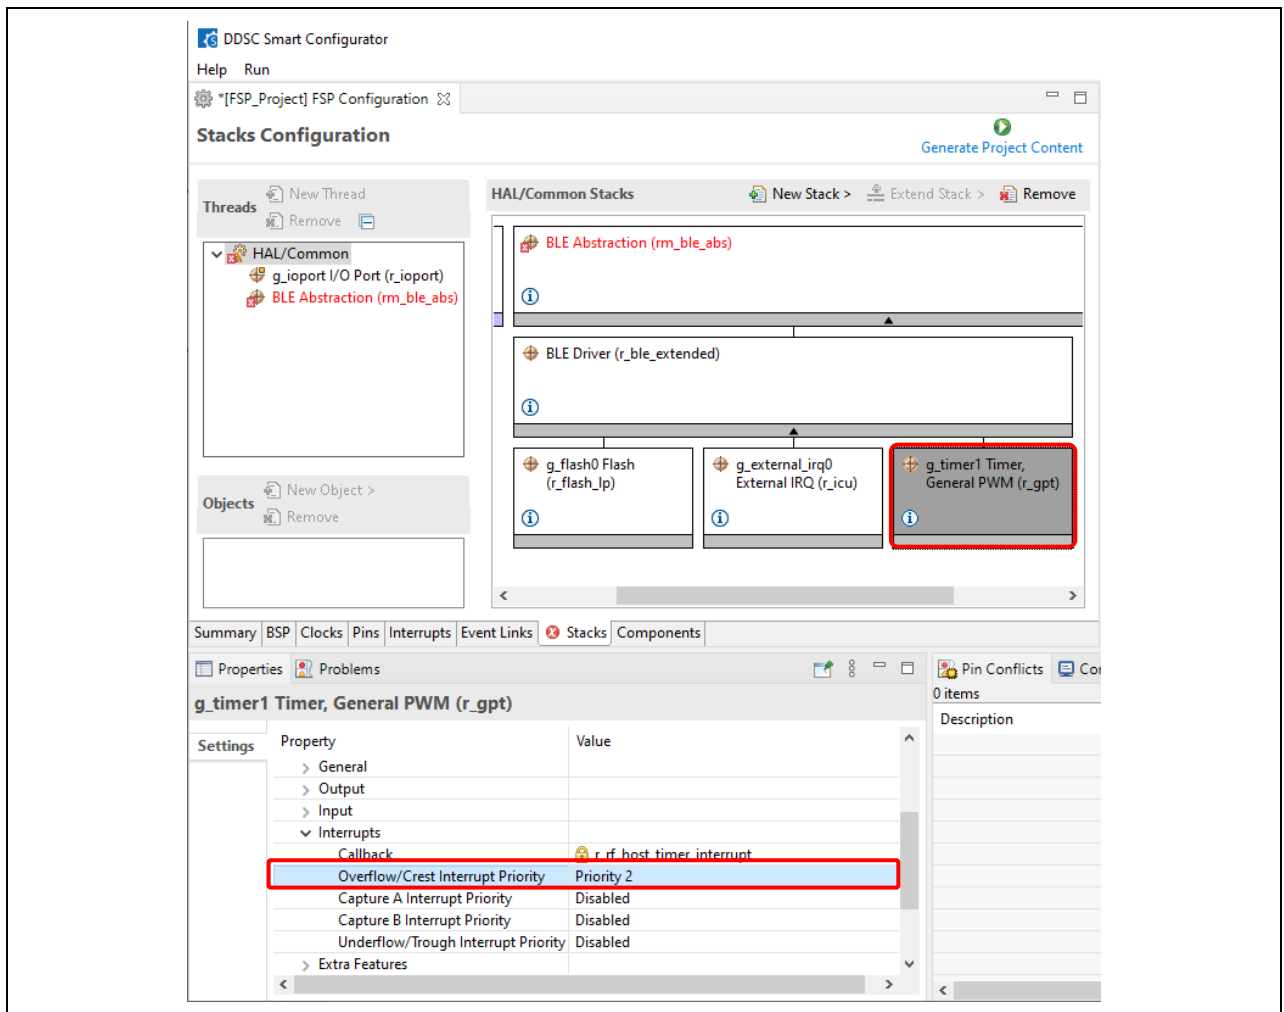 DDSC Smart Configurator
Help Run
*[FSP_Project] FSP Configuration
Stacks Configuration
Generate Project Content
Threads
New Thread
Remove
HAL/Common Stacks
New Stack >
Extend Stack >
Remove
HAL/Common
g_ioport I/O Port (r_ioport)
BLE Abstraction (rm_ble_abs)
BLE Abstraction (rm_ble_abs)
BLE Driver (r_ble_extended)
g_flash0 Flash
(r_flash_lp)
g_external_irq0
External IRQ (r_icu)
g_timer1 Timer,
General PWM (r_gpt)
Objects
New Object >
Remove
Summary BSP Clocks Pins Interrupts Event Links Stacks Components
Properties Problems
g_timer1 Timer, General PWM (r_gpt)
Settings
Property Value
General
Output
Input
Interrupts
Callback r_rf_host_timer_interrupt
Overflow/Crest Interrupt Priority Priority 2
Capture A Interrupt Priority Disabled
Capture B Interrupt Priority Disabled
Underflow/Trough Interrupt Priority Disabled
Extra Features
Pin Conflicts Co
0 items
Description